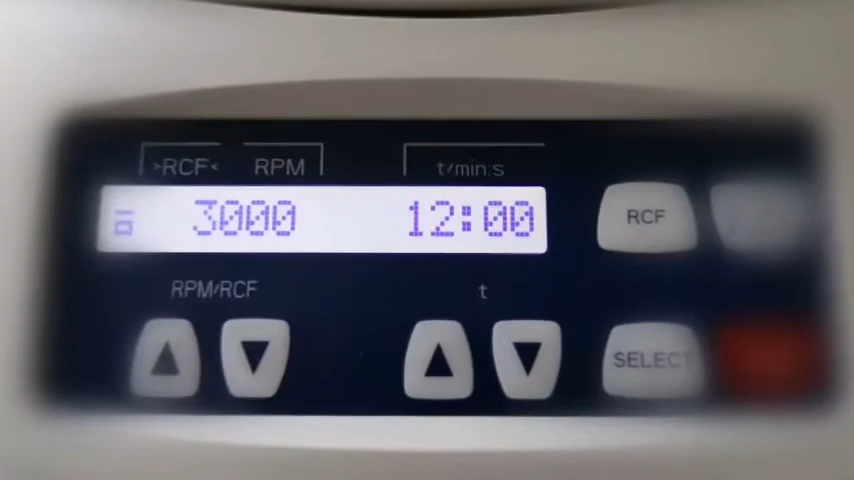 >RCF< RPM t/min:s
3000 12:00
RCF
RPM/RCF t
SELECT